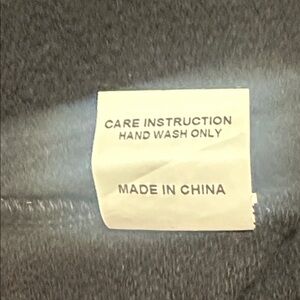 CARE INSTRUCTION
HAND WASH ONLY
MADE IN CHINA